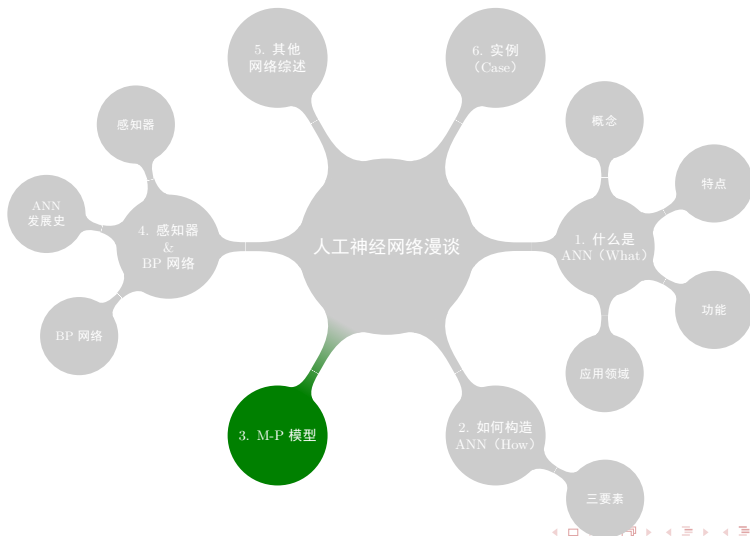 5. 其他
网络综述
6. 实例
（Case）
感知器
概念
特点
ANN
发展史
4. 感知器
&
BP 网络
人工神经网络漫谈
1. 什么是
ANN（What）
功能
BP 网络
应用领域
3. M-P 模型
2. 如何构造
ANN（How）
三要素